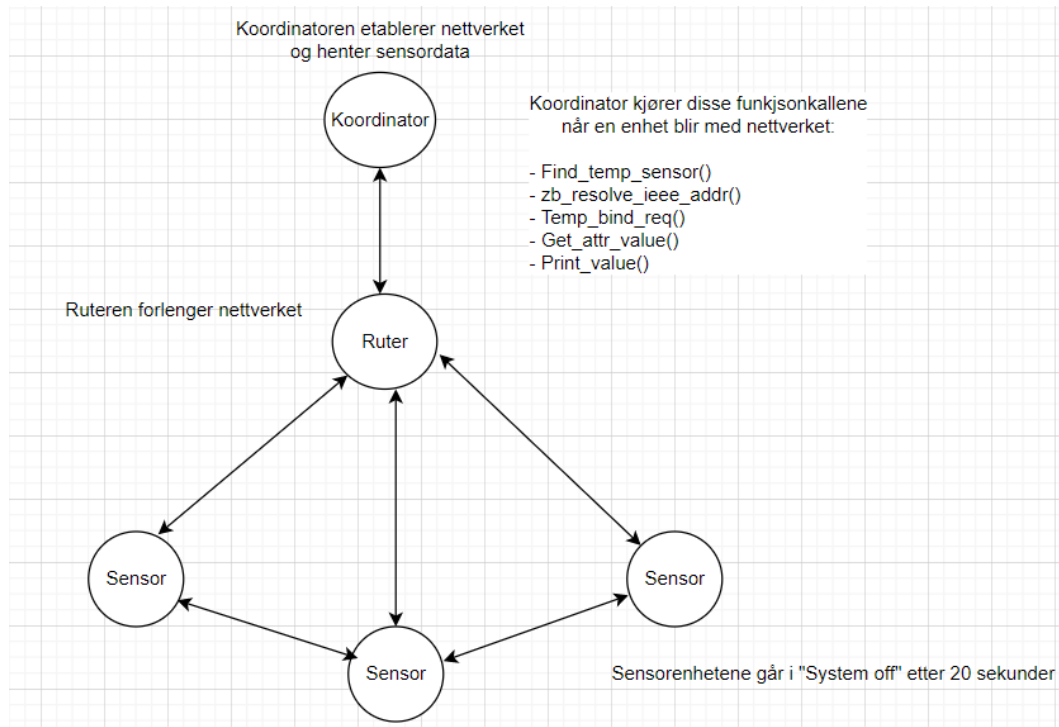 Koordinatoren etablerer nettverket
og henter sensordata
Koordinator
Koordinator kjører disse funkjsonkallene
når en enhet blir med nettverket:
- Find_temp_sensor()
- zb_resolve_ieee_addr()
- Temp_bind_req()
- Get_attr_value()
- Print_value()
Ruteren forlenger nettverket
Ruter
Sensor
Sensor
Sensor
Sensorenhetene går i "System off" etter 20 sekunder